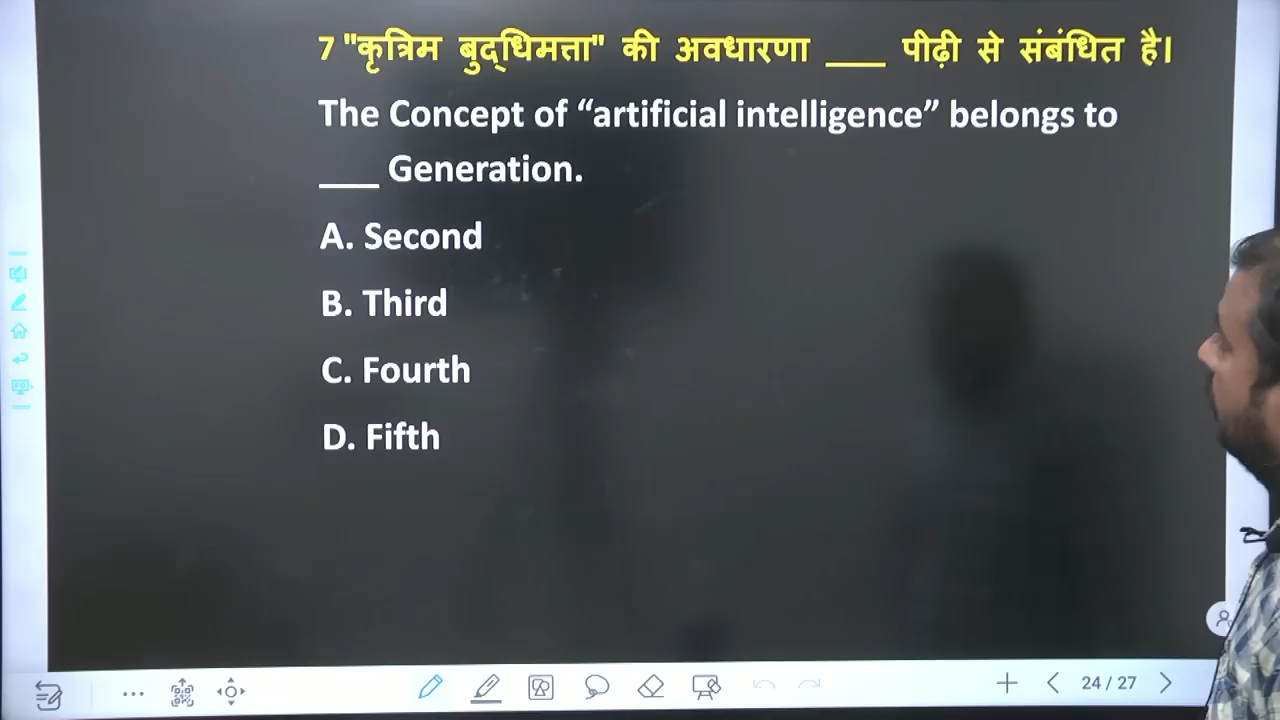 7 "कृत्रिम बुद्धिमत्ता" की अवधारणा ___ पीढ़ी से संबंधित है।
The Concept of “artificial intelligence” belongs to
___ Generation.
A. Second
B. Third
C. Fourth
D. Fifth
24 / 27